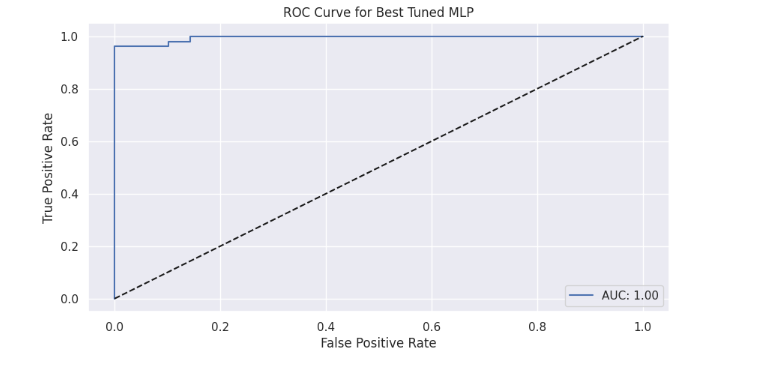 ROC Curve for Best Tuned MLP
1.0
0.8
0.6
0.4
0.2
0.0
True Positive Rate
AUC: 1.00
0.0 0.2 0.4 0.6 0.8 1.0
False Positive Rate